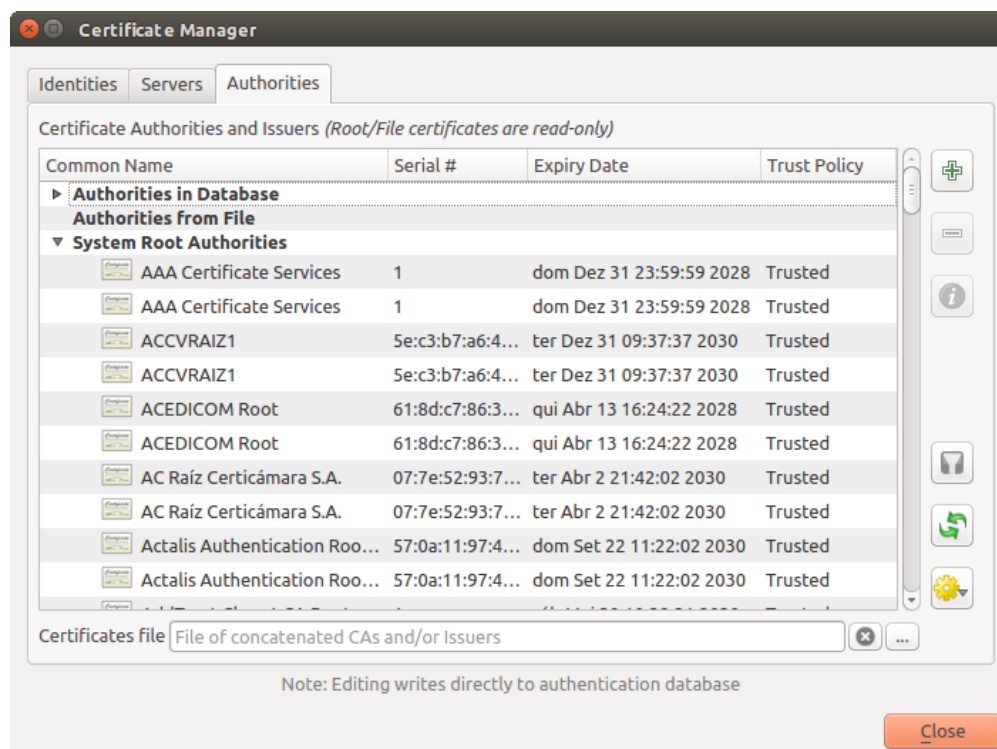 Certificate Manager
Identities Servers Authorities
Certificate Authorities and Issuers (Root/File certificates are read-only)
Common Name Serial # Expiry Date Trust Policy
Authorities in Database
Authorities from File
System Root Authorities
AAA Certificate Services 1 dom Dez 31 23:59:59 2028 Trusted
AAA Certificate Services 1 dom Dez 31 23:59:59 2028 Trusted
ACCVRAIZ1 5e:c3:b7:a6:4... ter Dez 31 09:37:37 2030 Trusted
ACCVRAIZ1 5e:c3:b7:a6:4... ter Dez 31 09:37:37 2030 Trusted
ACEDICOM Root 61:8d:c7:86:3... qui Abr 13 16:24:22 2028 Trusted
ACEDICOM Root 61:8d:c7:86:3... qui Abr 13 16:24:22 2028 Trusted
AC Raíz Certicámara S.A. 07:7e:52:93:7... ter Abr 2 21:42:02 2030 Trusted
AC Raíz Certicámara S.A. 07:7e:52:93:7... ter Abr 2 21:42:02 2030 Trusted
Actalis Authentication Roo... 57:0a:11:97:4... dom Set 22 11:22:02 2030 Trusted
Actalis Authentication Roo... 57:0a:11:97:4... dom Set 22 11:22:02 2030 Trusted
Certificates file File of concatenated CAs and/or Issuers ...
Note: Editing writes directly to authentication database
Close